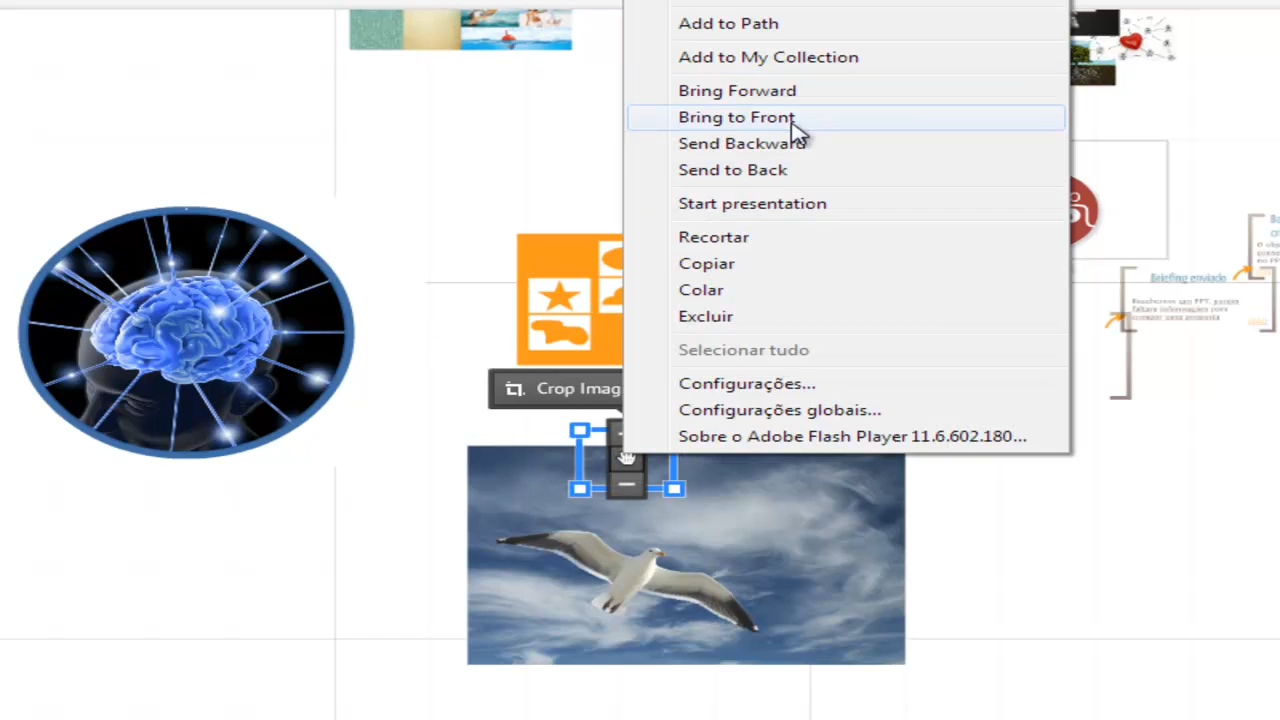 Add to Path
Add to My Collection
Bring Forward
Bring to Front
Send Backward
Send to Back
Start presentation
Recortar
Copiar
Colar
Excluir
Selecionar tudo
Configurações...
Configurações globais...
Sobre o Adobe Flash Player 11.6.602.180...
Crop Imag
Briefing enviado